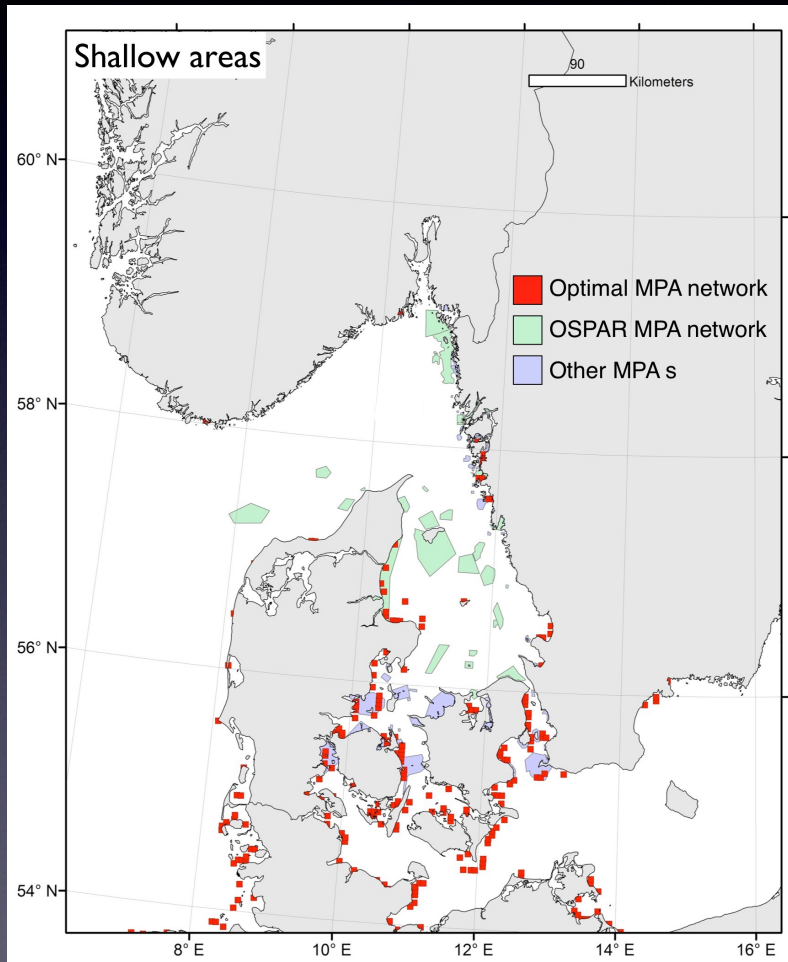 Shallow areas
90
Kilometers
60° N
Optimal MPA network
OSPAR MPA network
Other MPA s
58° N
56° N
54° N
8° E
10° E
12° E
14° E
16° E